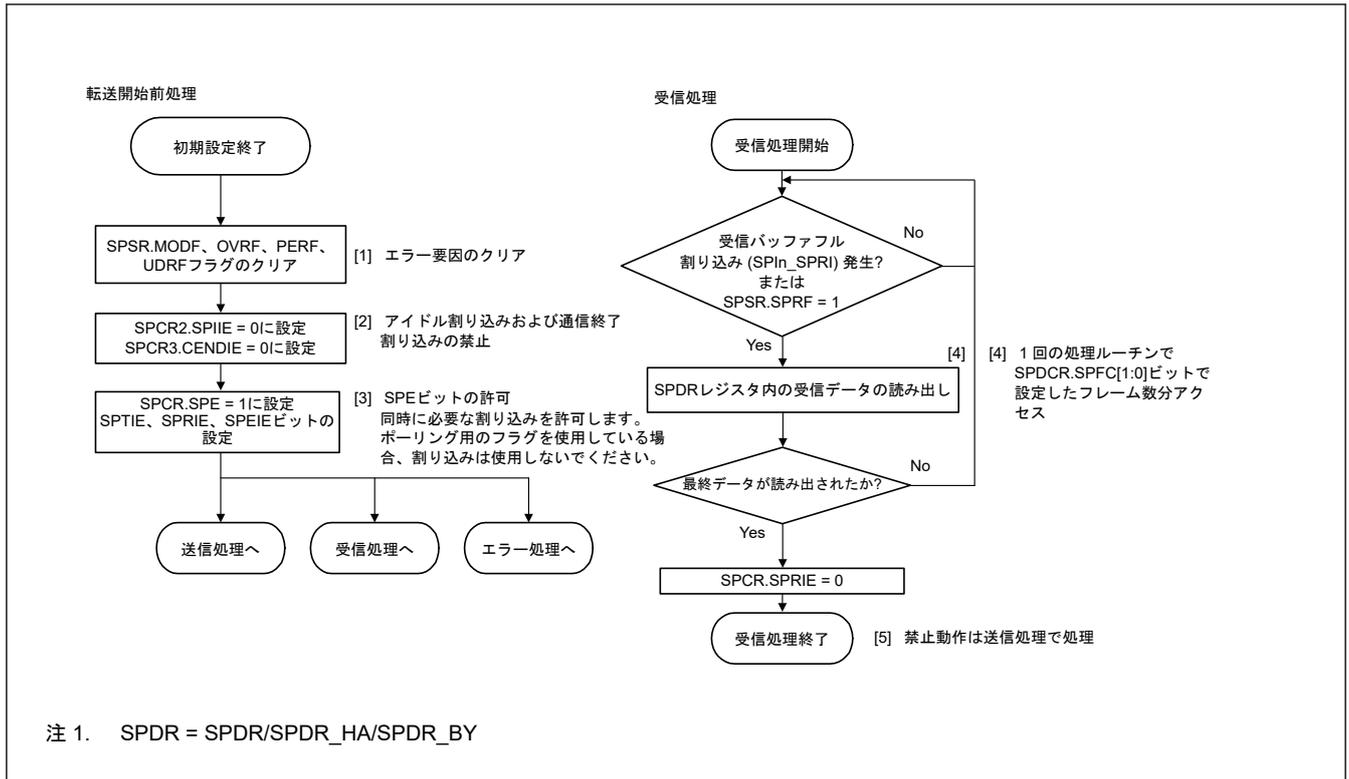 転送開始前処理
初期設定終了
SPSR.MODF、OVRF、PERF、
UDRFフラグのクリア
[1] エラー要因のクリア
SPCR2.SPIIE = 0に設定
SPCR3.CENDIE = 0に設定
[2] アイドル割り込みおよび通信終了
割り込みの禁止
SPCR.SPE = 1に設定
SPTIE、SPRIE、SPEIEビットの
設定
[3] SPEビットの許可
同時に必要な割り込みを許可します。
ポーリング用のフラグを使用している場
合、割り込みは使用しないでください。
送信処理へ
受信処理へ
エラー処理へ
受信処理
受信処理開始
受信バッファフル
割り込み (SPIn_SPRI) 発生?
または
SPSR.SPRF = 1
No
Yes
[4]
SPDRレジスタ内の受信データの読み出し
[4] 1 回の処理ルーチンで
SPDCR.SPFC[1:0]ビットで
設定したフレーム数分アク
セス
最終データが読み出されたか?
No
Yes
SPCR.SPRIE = 0
受信処理終了
[5] 禁止動作は送信処理で処理
注 1. SPDR = SPDR/SPDR_HA/SPDR_BY